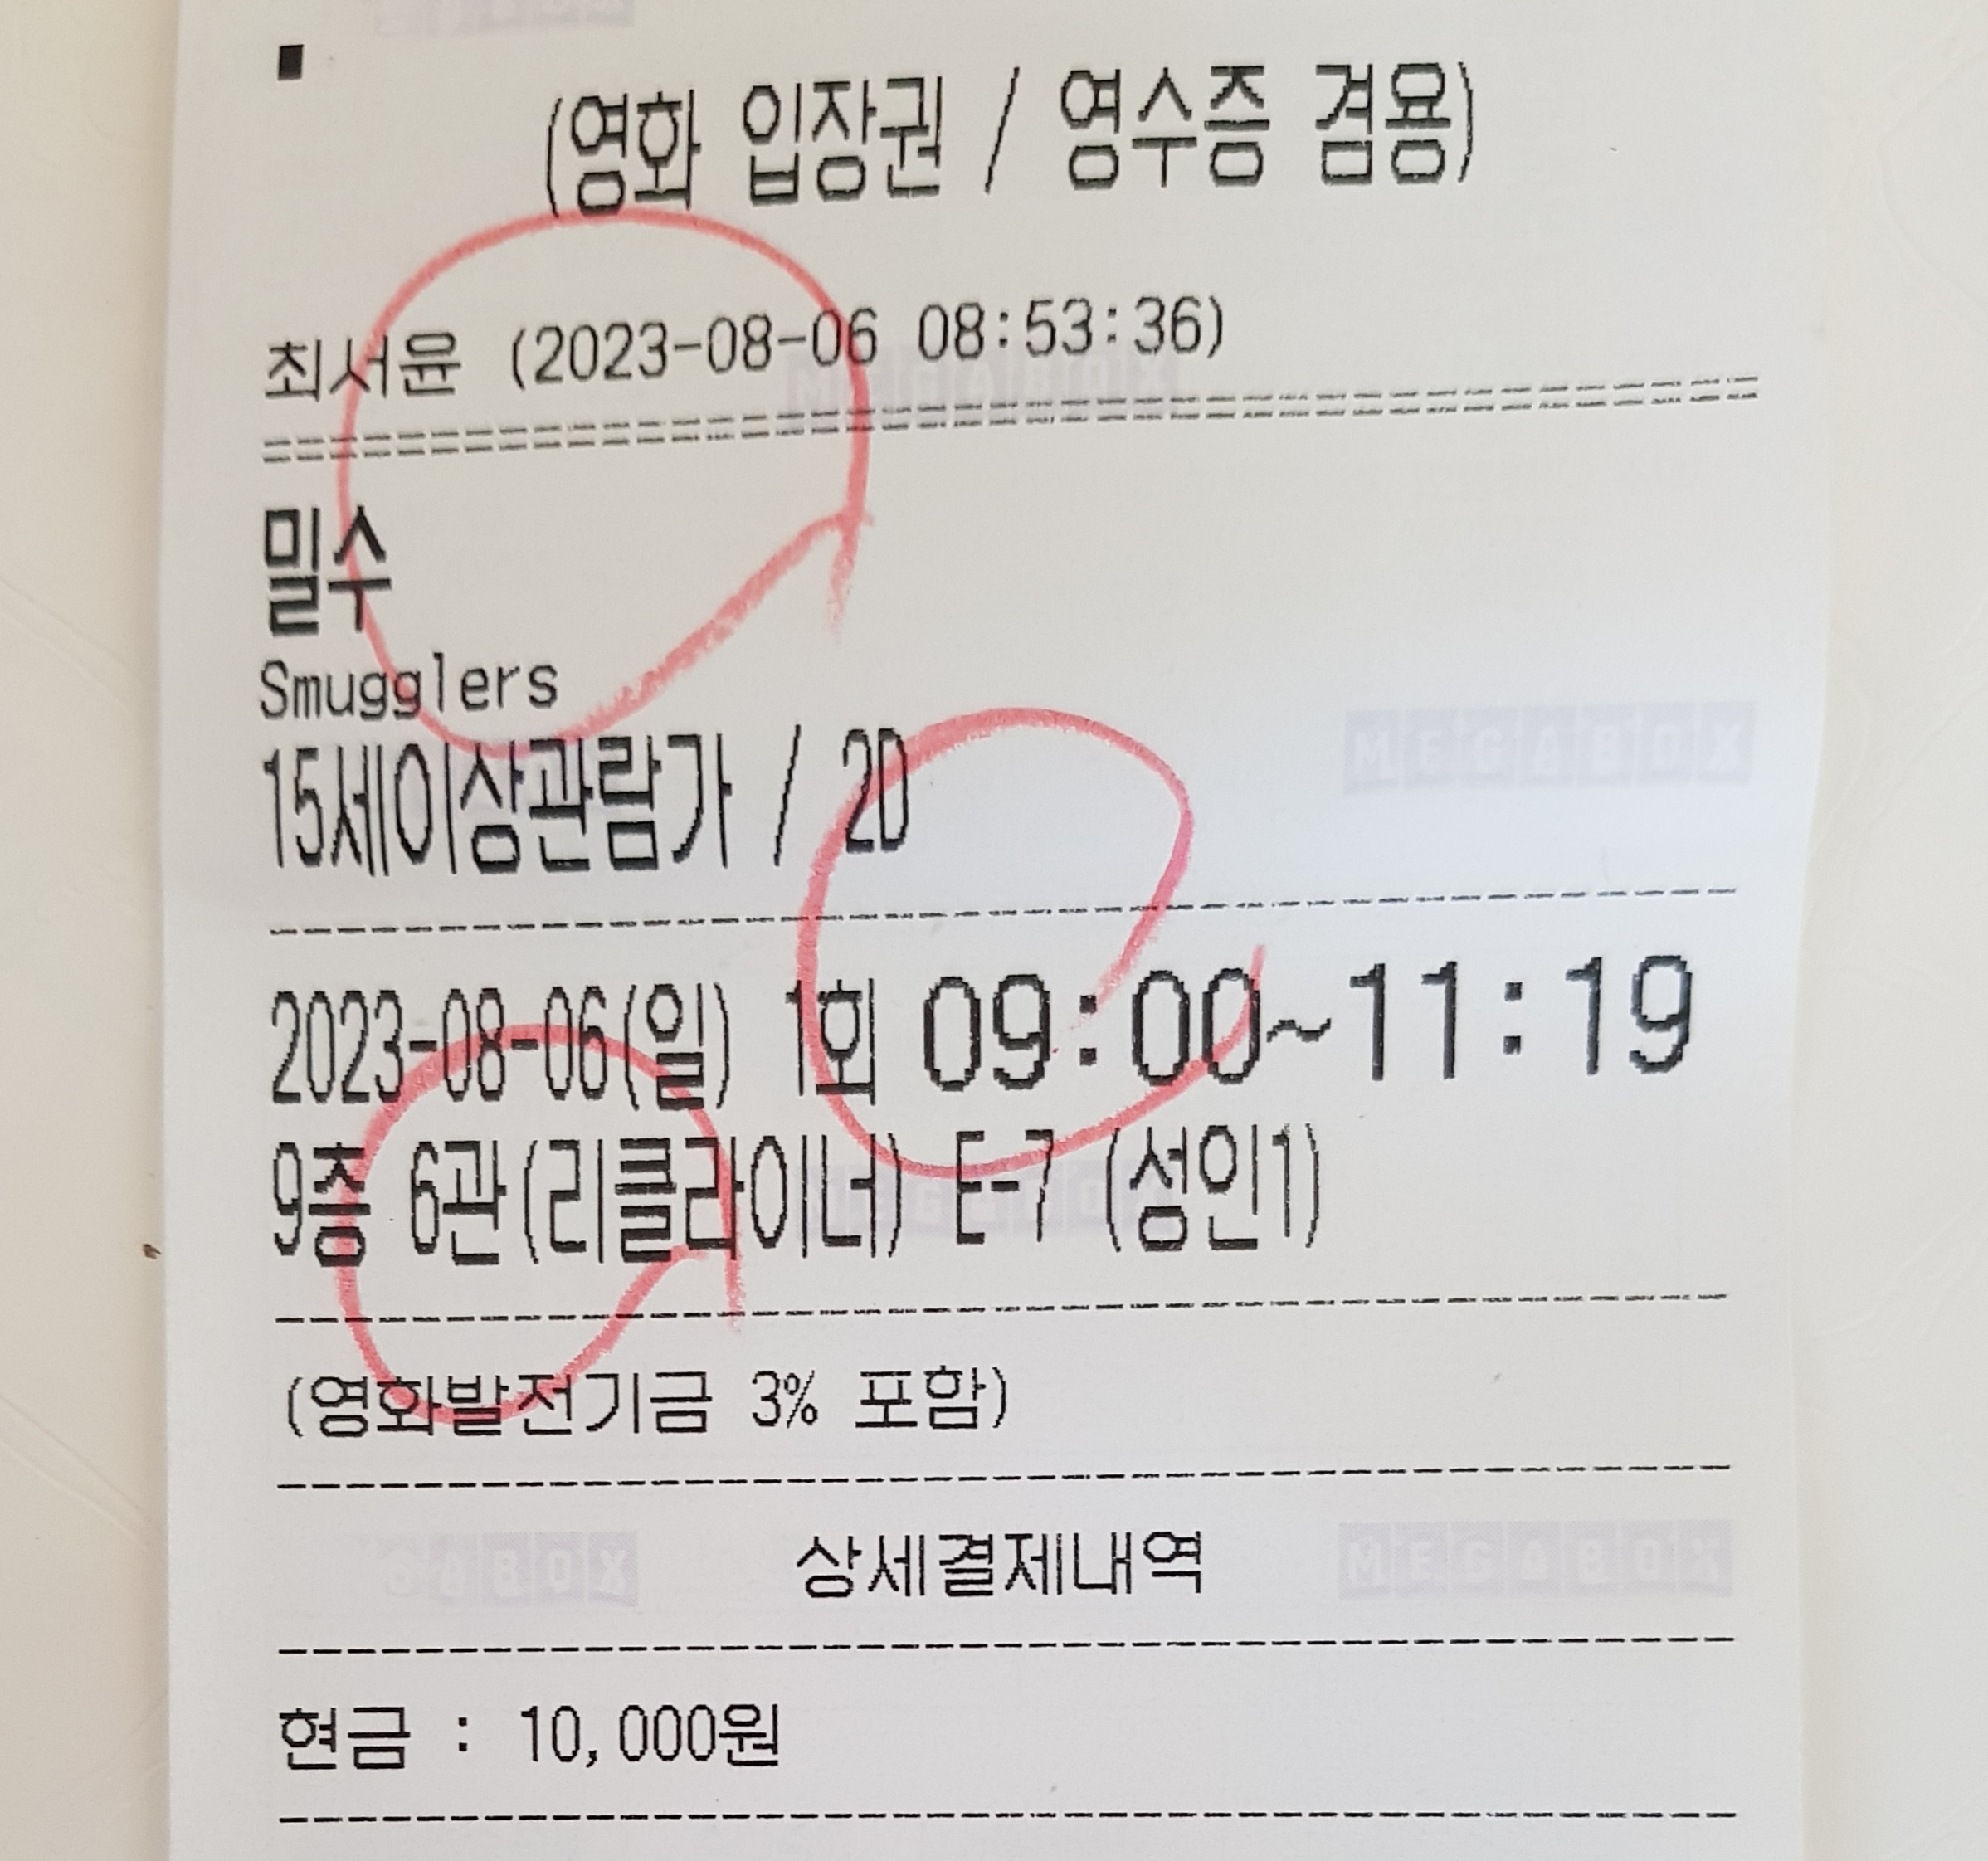 (영화 입장권 / 영수증 겸용)
최서윤 (2023-08-06 08:53:36)
밀수
Smugglers
15세이상관람가 / 2D
MEGABOX
2023-08-06(일) 1회 09:00~11:19
9층 6관(리클라이너) E-7 (성인1)
(영화발전기금 3% 포함)
상세결제내역
MEGABOX
현금 : 10,000원